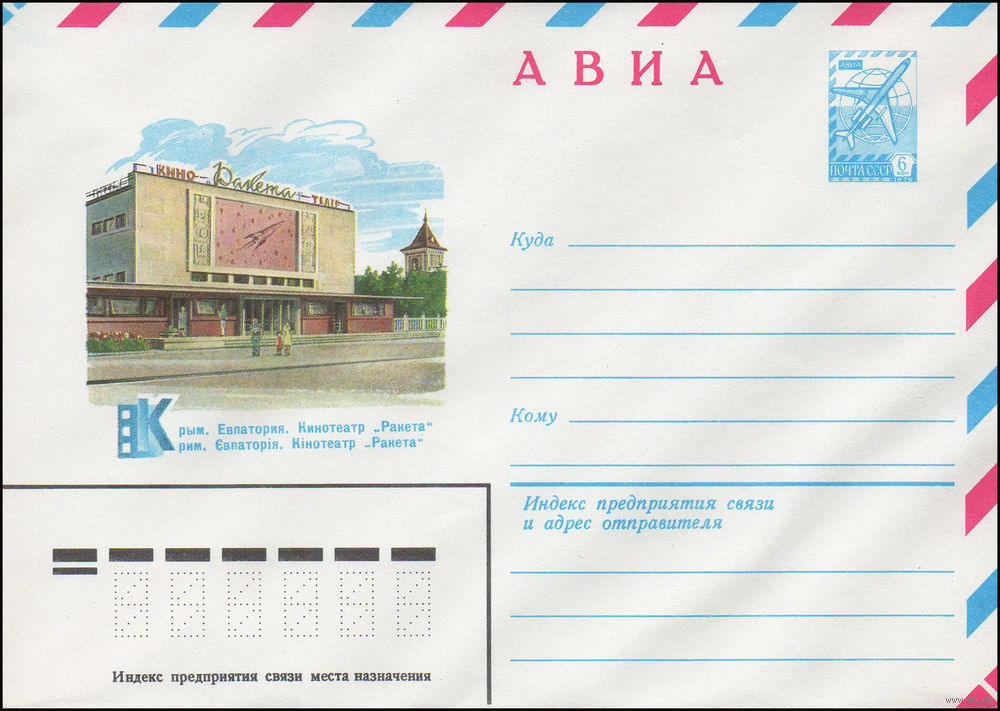 АВИА
АВИА
ПОЧТА СССР 6 коп
1976
КИНО „Ракета“ ТЕАТР
Куда
Кому
Крым. Евпатория. Кинотеатр „Ракета“
Крим. Євпаторія. Кінотеатр „Ракета“
Индекс предприятия связи
и адрес отправителя
Индекс предприятия связи места назначения